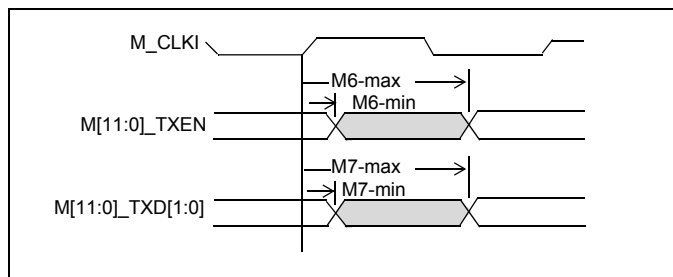 M_CLKI
M6-max
M6-min
M[11:0]_TXEN
M7-max
M7-min
M[11:0]_TXD[1:0]